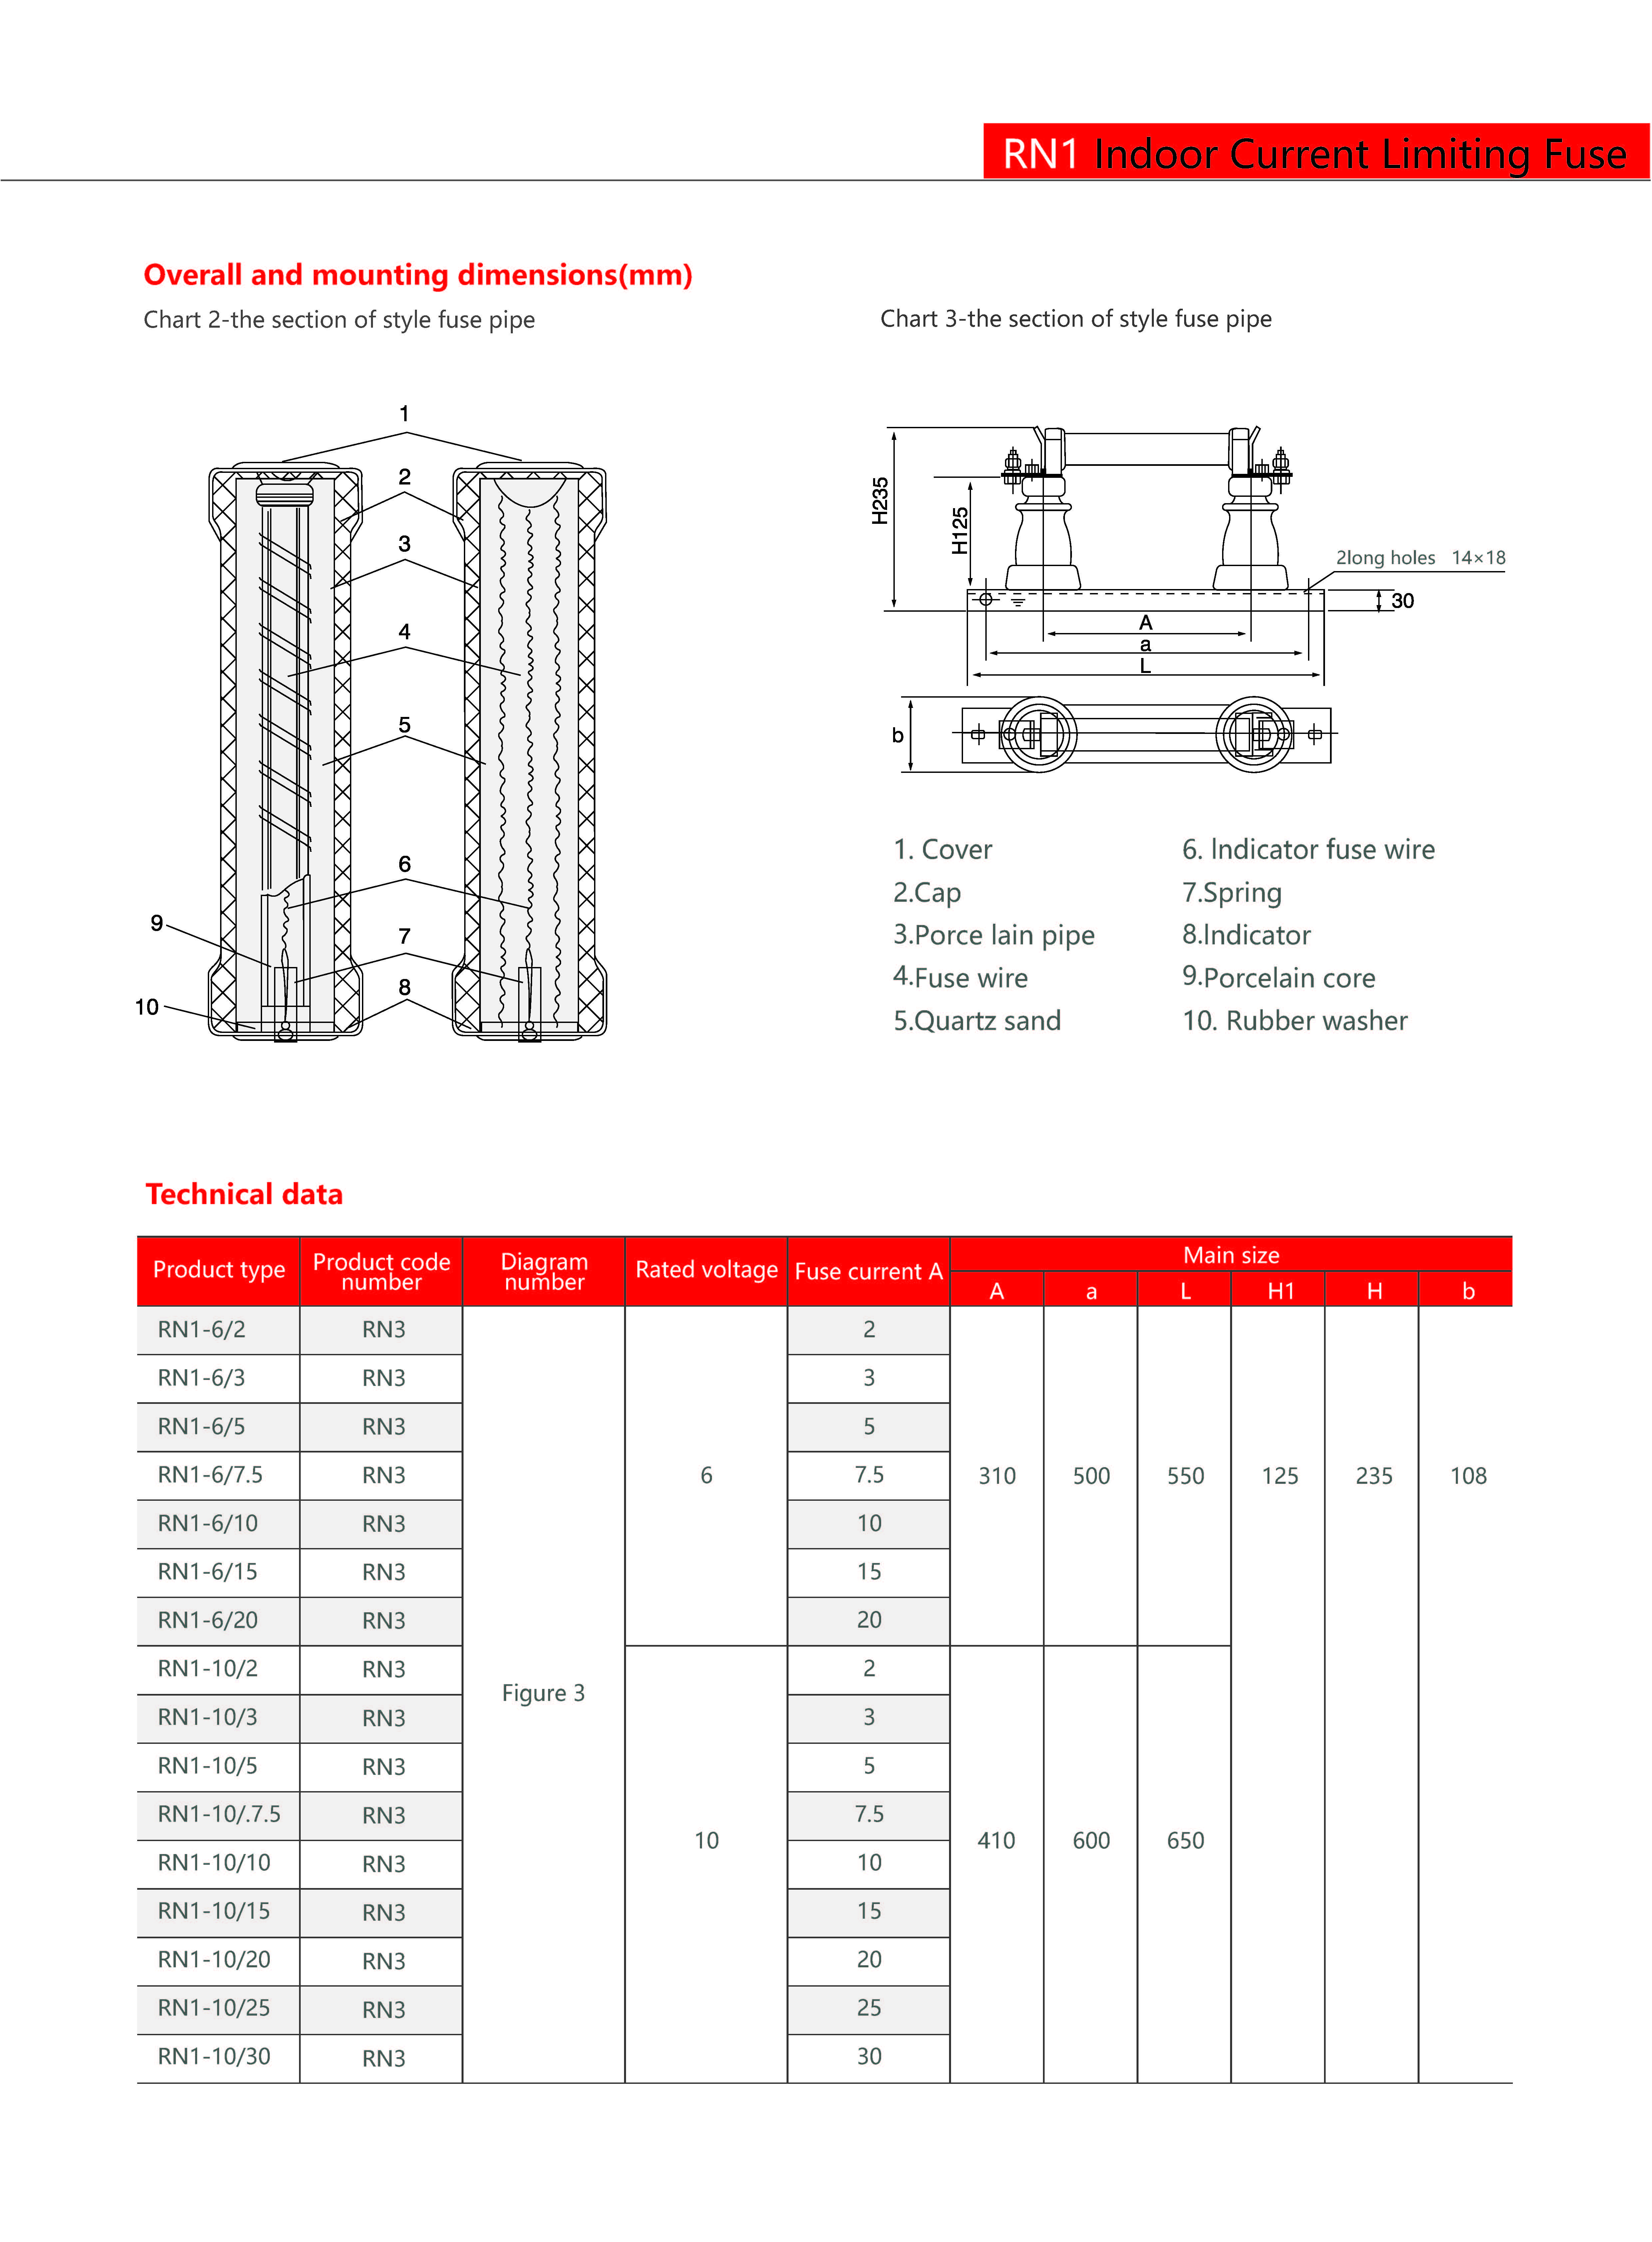 RN1 Indoor Current Limiting Fuse
Overall and mounting dimensions(mm)
Chart 2-the section of style fuse pipe
1
2
3
4
5
6
7
8
9
10
Chart 3-the section of style fuse pipe
H235
H125
2long holes 14×18
30
A
a
L
b
1. Cover
2.Cap
3.Porce lain pipe
4.Fuse wire
5.Quartz sand
6. Indicator fuse wire
7.Spring
8.Indicator
9.Porcelain core
10. Rubber washer
Technical data
Product type Product code number Diagram number Rated voltage Fuse current A Main size
A a L H1 H b
RN1-6/2 RN3 2
RN1-6/3 RN3 3
RN1-6/5 RN3 5
RN1-6/7.5 RN3 6 7.5 310 500 550 125 235 108
RN1-6/10 RN3 10
RN1-6/15 RN3 15
RN1-6/20 RN3 20
RN1-10/2 RN3 2
Figure 3
RN1-10/3 RN3 3
RN1-10/5 RN3 5
RN1-10/.7.5 RN3 7.5
10 410 600 650
RN1-10/10 RN3 10
RN1-10/15 RN3 15
RN1-10/20 RN3 20
RN1-10/25 RN3 25
RN1-10/30 RN3 30